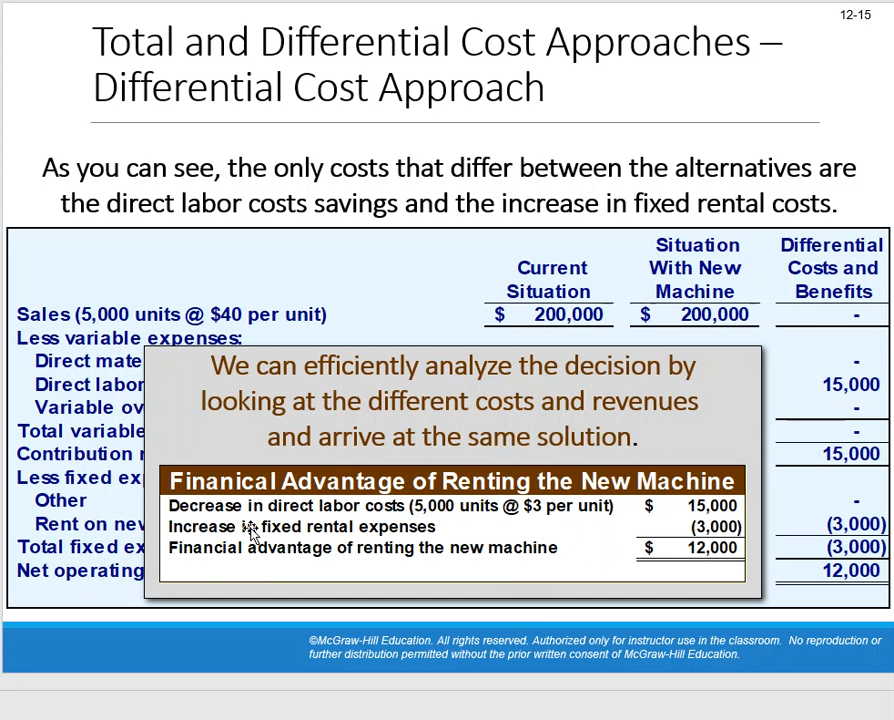 12-15
Total and Differential Cost Approaches –
Differential Cost Approach
As you can see, the only costs that differ between the alternatives are
the direct labor costs savings and the increase in fixed rental costs.
Situation Differential
Current With New Costs and
Situation Machine Benefits
Sales (5,000 units @ $40 per unit) $ 200,000 $ 200,000 -
Less variable expenses:
Direct mate -
Direct labor 15,000
Variable ov -
Total variable -
Contribution 15,000
Less fixed ex
Other -
Rent on new (3,000)
Total fixed ex (3,000)
Net operating 12,000
We can efficiently analyze the decision by
looking at the different costs and revenues
and arrive at the same solution.
Finanical Advantage of Renting the New Machine
Decrease in direct labor costs (5,000 units @ $3 per unit) $ 15,000
Increase in fixed rental expenses (3,000)
Financial advantage of renting the new machine $ 12,000
©McGraw-Hill Education. All rights reserved. Authorized only for instructor use in the classroom. No reproduction or
further distribution permitted without the prior written consent of McGraw-Hill Education.